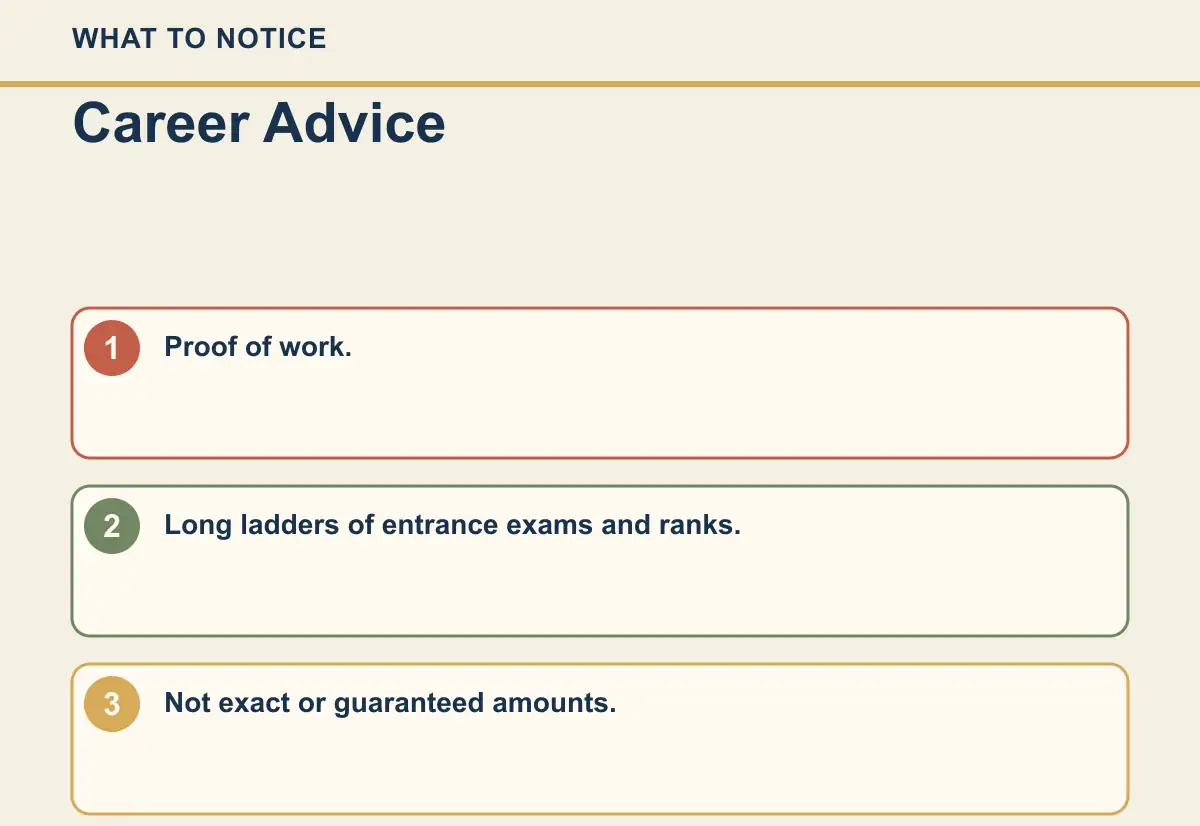 WHAT TO NOTICE
Career Advice
1 Proof of work.
2 Long ladders of entrance exams and ranks.
3 Not exact or guaranteed amounts.